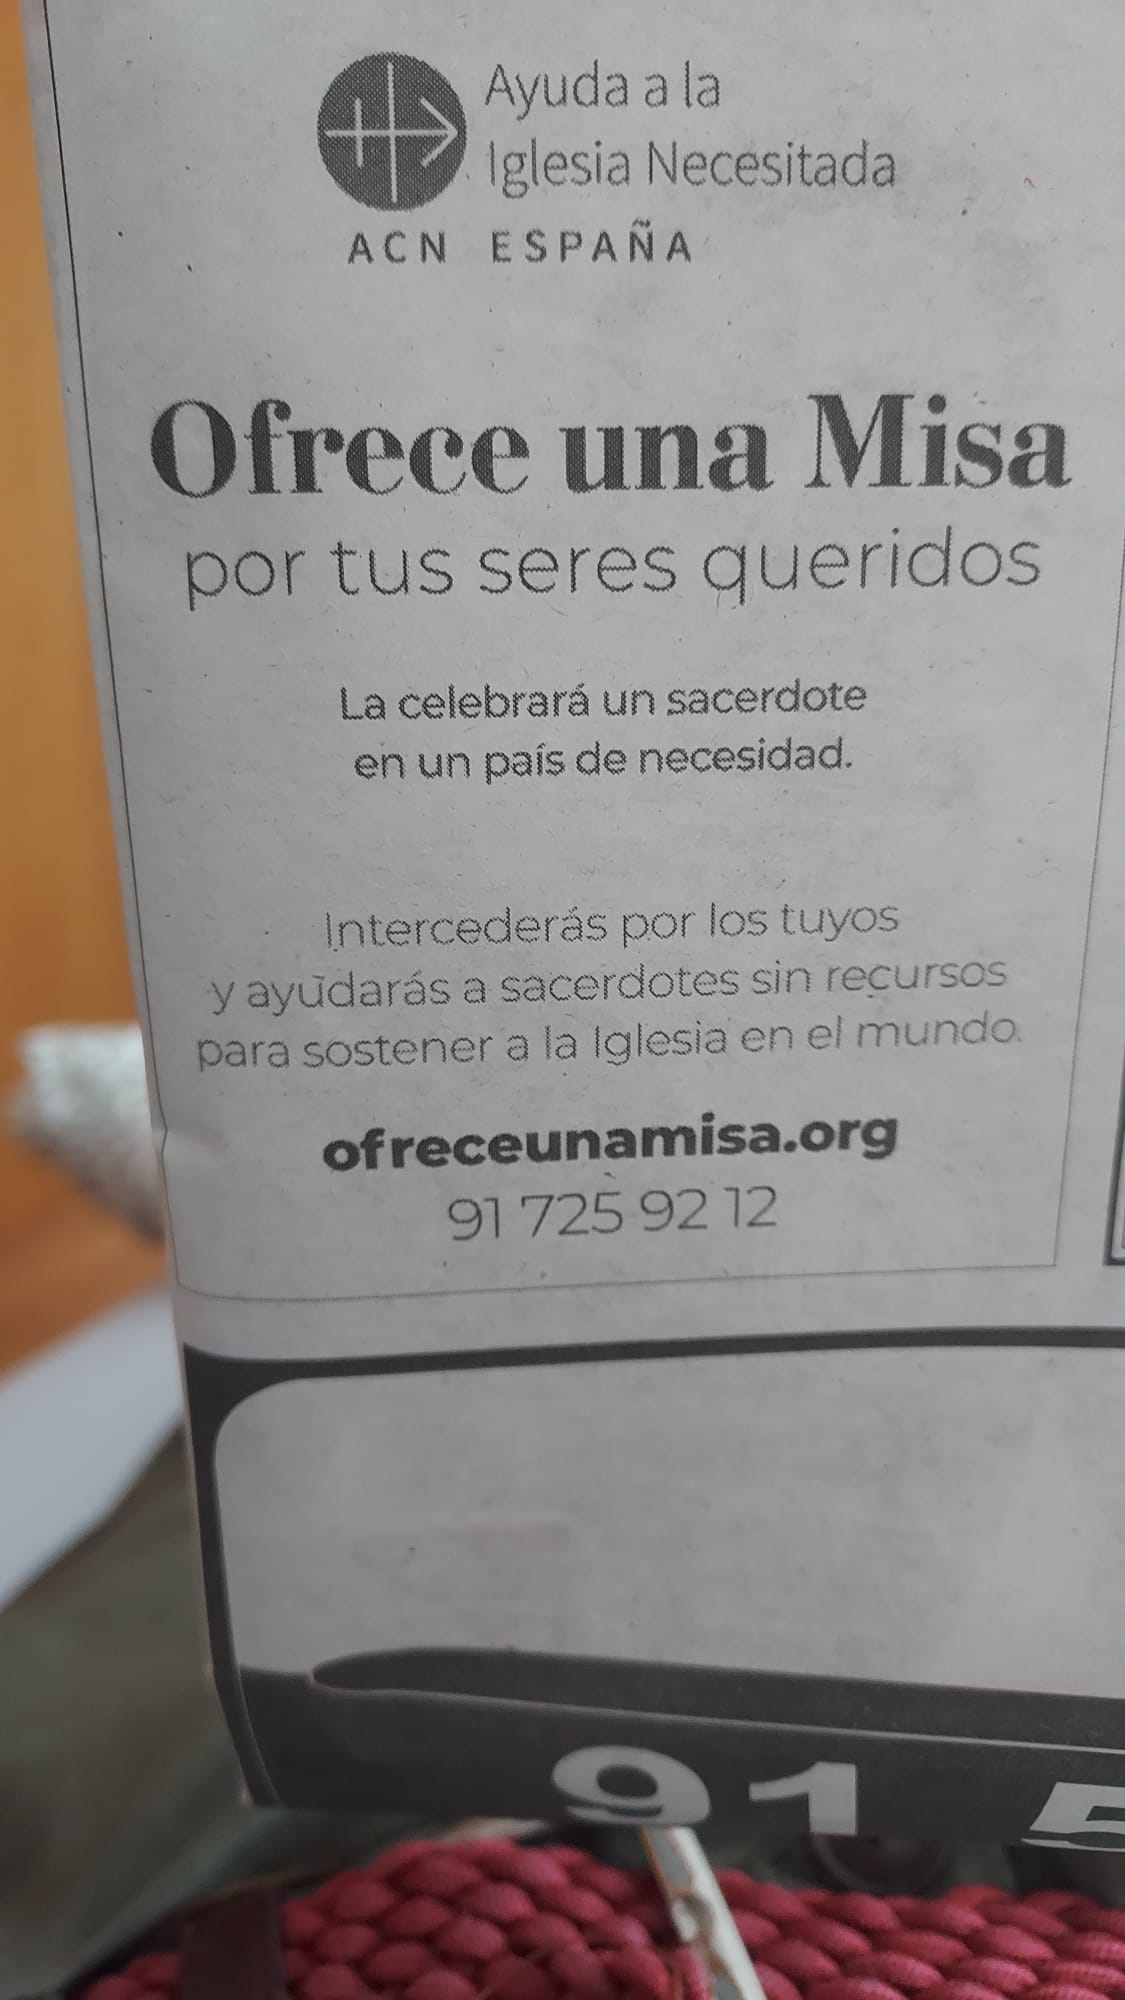 Ayuda a la
Iglesia Necesitada
ACN ESPAÑA
Ofrece una Misa
por tus seres queridos
La celebrará un sacerdote
en un país de necesidad.
Intercederás por los tuyos
y ayudarás a sacerdotes sin recursos
para sostener a la Iglesia en el mundo.
ofreceunamisa.org
91 725 92 12
91 5